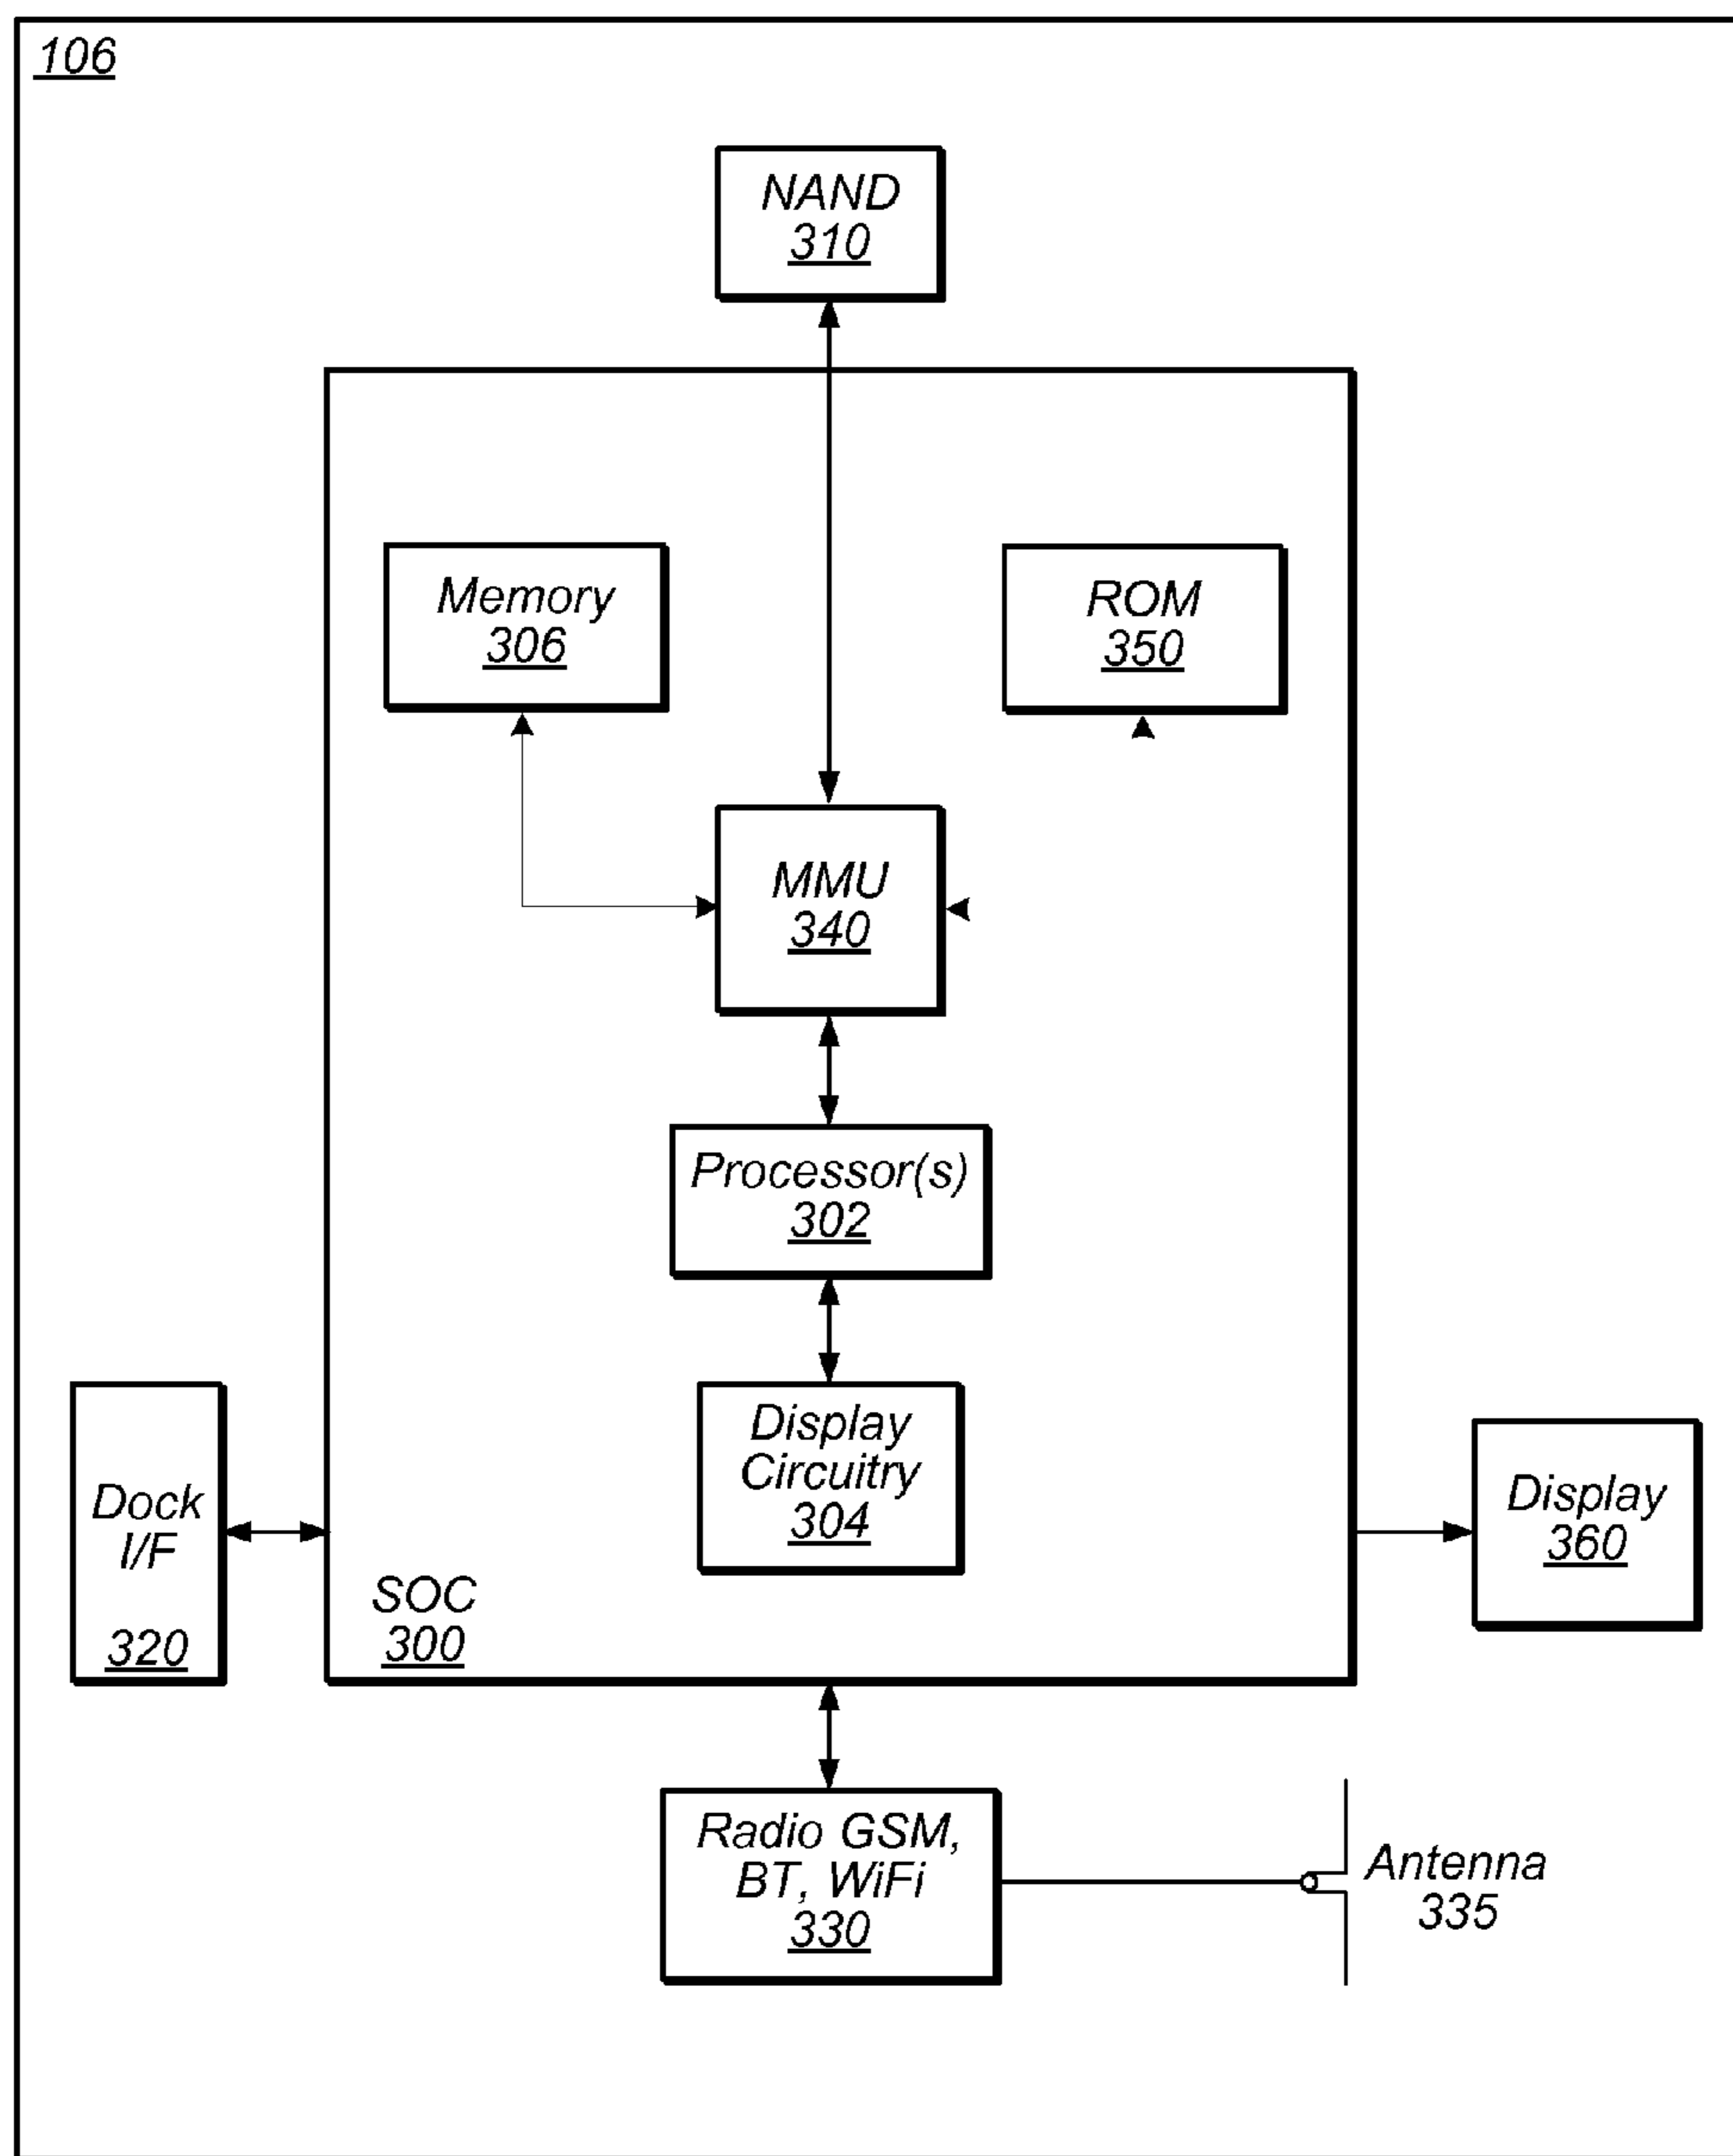 106
NAND
310
Memory
306
ROM
350
MMU
340
Processor(s)
302
Display
Circuitry
304
Dock
I/F
320
SOC
300
Display
360
Radio GSM,
BT, WiFi
330
Antenna
335